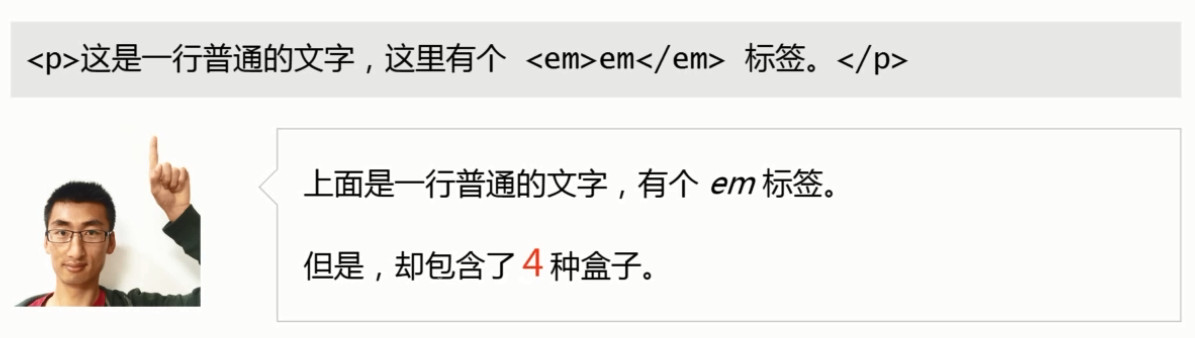 <p>这是一行普通的文字，这里有个 <em>em</em> 标签。</p>
上面是一行普通的文字，有个 em 标签。
但是，却包含了 4 种盒子。